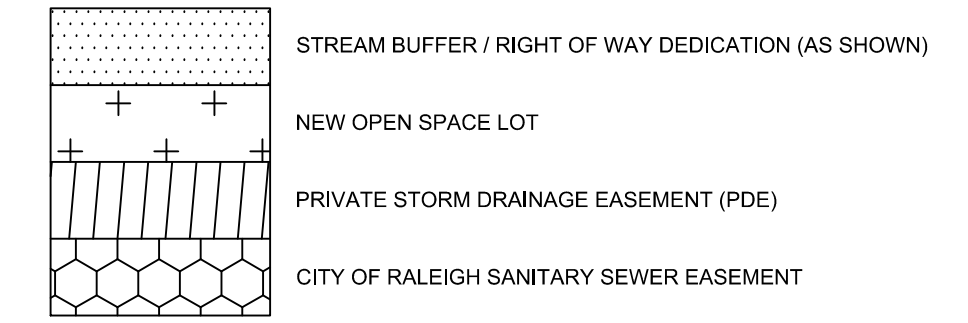 STREAM BUFFER / RIGHT OF WAY DEDICATION (AS SHOWN)
NEW OPEN SPACE LOT
PRIVATE STORM DRAINAGE EASEMENT (PDE)
CITY OF RALEIGH SANITARY SEWER EASEMENT